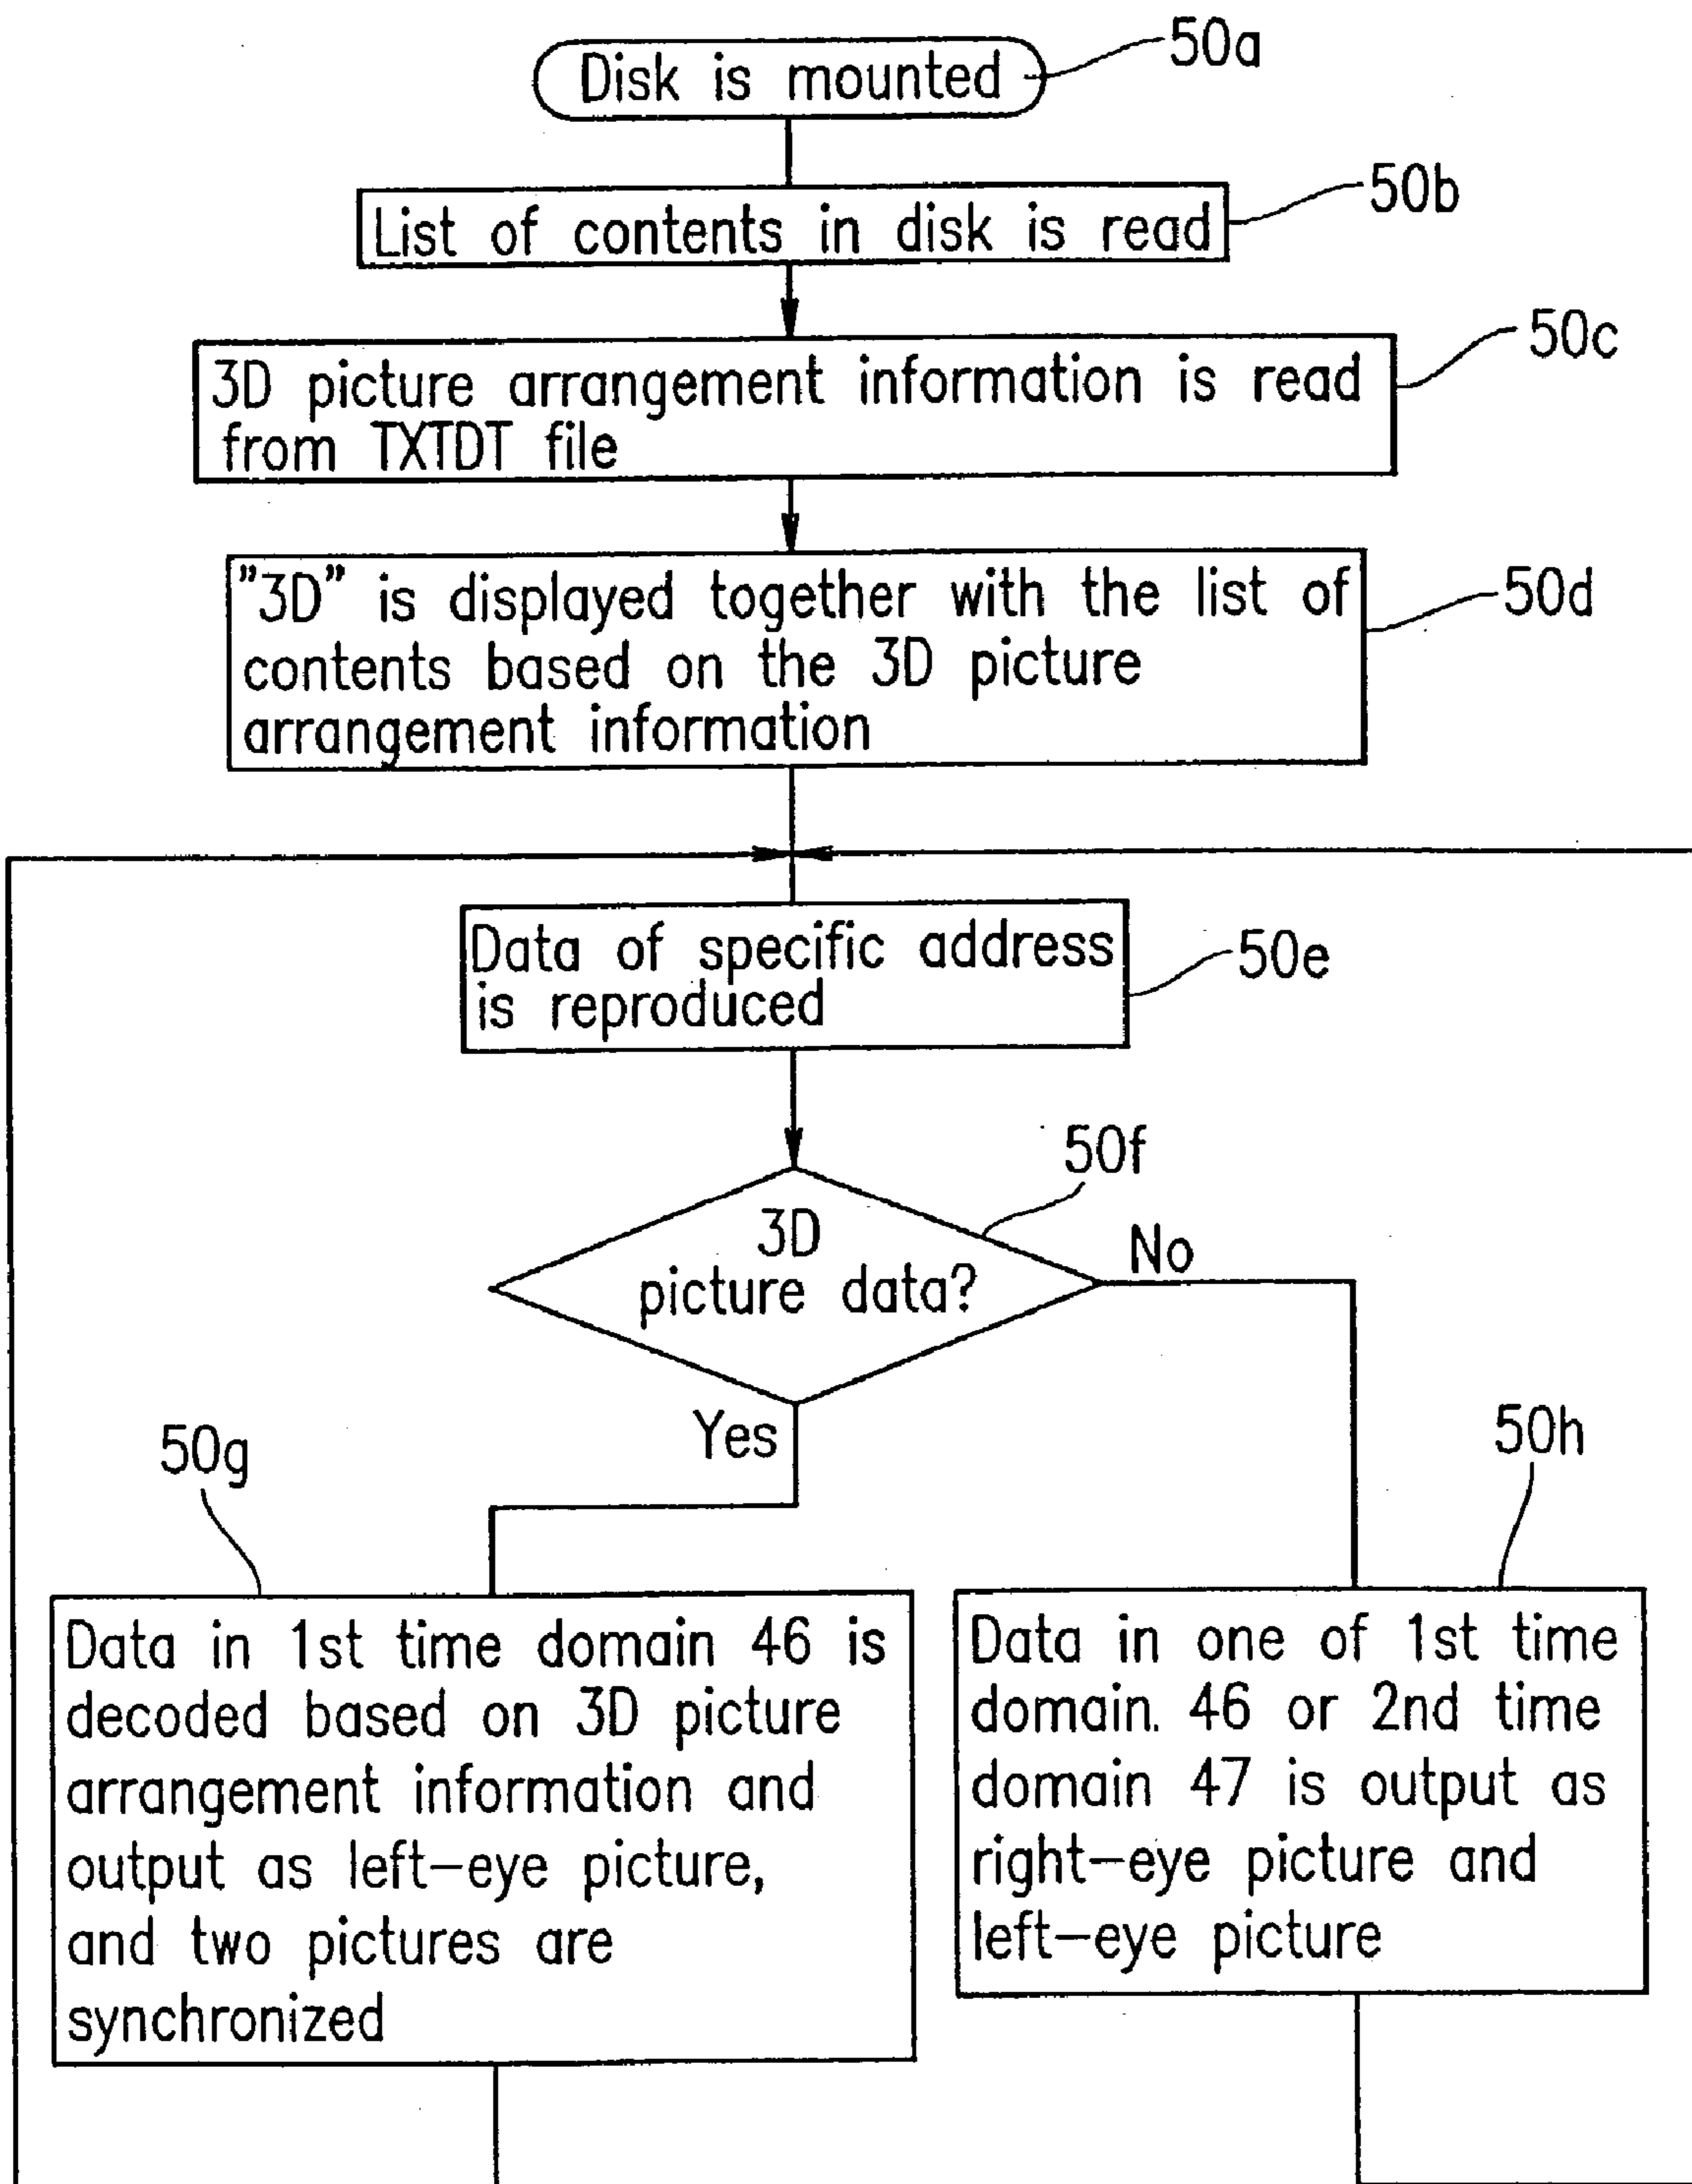 Disk is mounted
50a
List of contents in disk is read
50b
3D picture arrangement information is read
from TXTDT file
50c
"3D" is displayed together with the list of
contents based on the 3D picture
arrangement information
50d
Data of specific address
is reproduced
50e
50f
3D
picture data?
No
Yes
50g
50h
Data in 1st time domain 46 is
decoded based on 3D picture
arrangement information and
output as left-eye picture,
and two pictures are
synchronized
Data in one of 1st time
domain. 46 or 2nd time
domain 47 is output as
right-eye picture and
left-eye picture